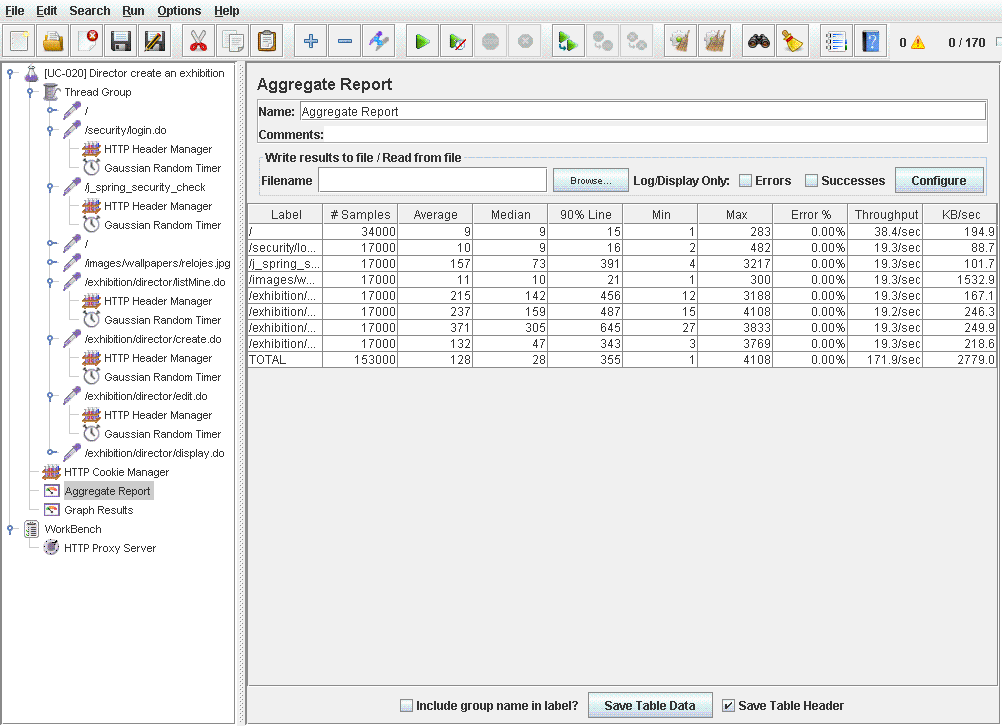 File Edit Search Run Options Help
0 0 / 170
[UC-020] Director create an exhibition
Thread Group
/
/security/login.do
HTTP Header Manager
Gaussian Random Timer
/j_spring_security_check
HTTP Header Manager
Gaussian Random Timer
/
/images/wallpapers/relojes.jpg
/exhibition/director/listMine.do
HTTP Header Manager
Gaussian Random Timer
/exhibition/director/create.do
HTTP Header Manager
Gaussian Random Timer
/exhibition/director/edit.do
HTTP Header Manager
Gaussian Random Timer
/exhibition/director/display.do
HTTP Cookie Manager
Aggregate Report
Graph Results
WorkBench
HTTP Proxy Server
Aggregate Report
Name: Aggregate Report
Comments:
Write results to file / Read from file
Filename Browse... Log/Display Only: Errors Successes Configure
Label # Samples Average Median 90% Line Min Max Error % Throughput KB/sec
/ 34000 9 9 15 1 283 0.00% 38.4/sec 194.9
/security/lo... 17000 10 9 16 2 482 0.00% 19.3/sec 88.7
/j_spring_s... 17000 157 73 391 4 3217 0.00% 19.3/sec 101.7
/images/w... 17000 11 10 21 1 300 0.00% 19.3/sec 1532.9
/exhibition/... 17000 215 142 456 12 3188 0.00% 19.3/sec 167.1
/exhibition/... 17000 237 159 487 15 4108 0.00% 19.2/sec 246.3
/exhibition/... 17000 371 305 645 27 3833 0.00% 19.3/sec 249.9
/exhibition/... 17000 132 47 343 3 3769 0.00% 19.3/sec 218.6
TOTAL 153000 128 28 355 1 4108 0.00% 171.9/sec 2779.0
Include group name in label? Save Table Data Save Table Header